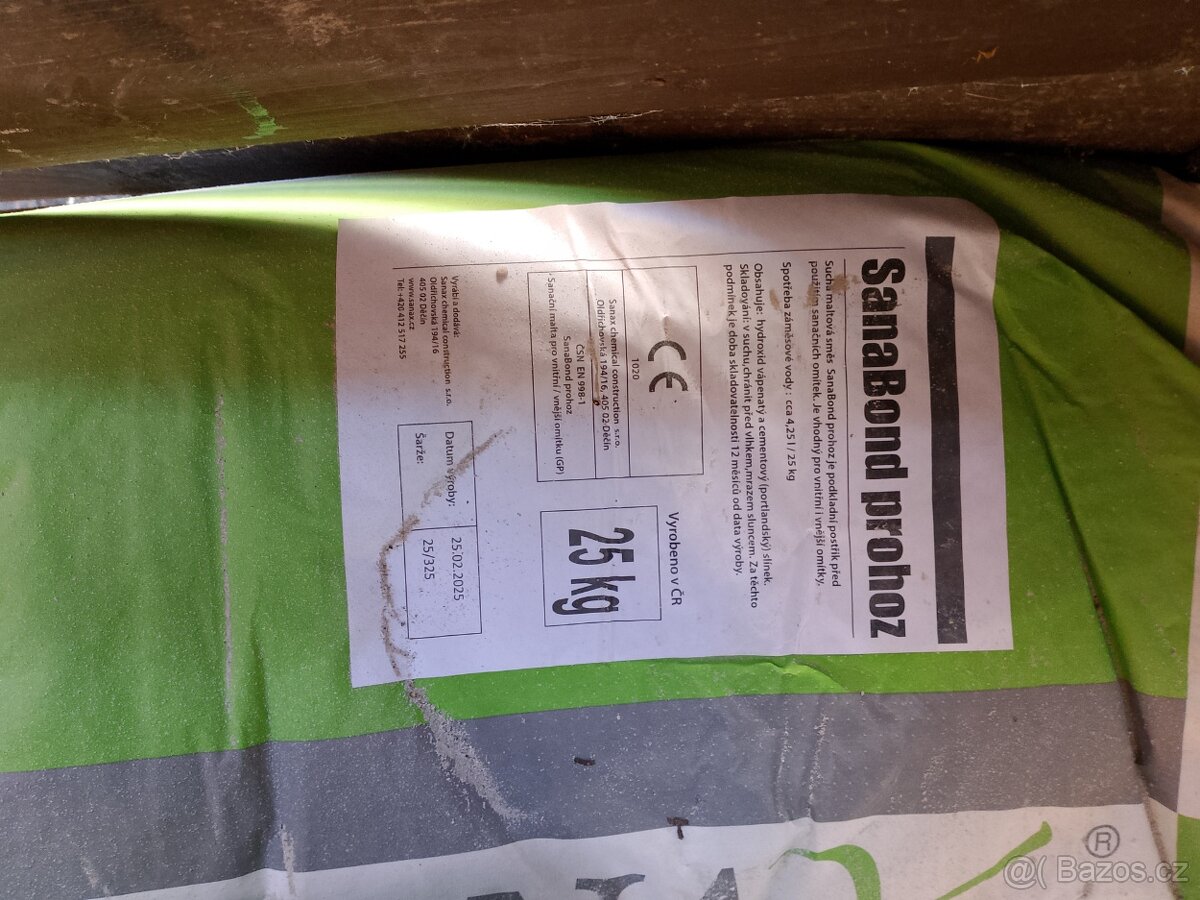 SanaBond prohoz
Suchá maltová směs SanaBond prohoz je podkladní postřik před
použitím sanačních omítek. Je vhodný pro vnitřní i vnější omítky.
Spotřeba záměsové vody : cca 4,25 l / 25 kg
Obsahuje: hydroxid vápenatý a cementový (portlandský) slínek.
Skladování: v suchu,chránit před vlhkem,mrazem sluncem. Za těchto
podmínek je doba skladovatelnosti 12 měsíců od data výroby.
CE
1020
Sanax chemical construction s.r.o.
Oldřichovská 194/16, 405 02 Děčín
ČSN EN 998-1
SanaBond prohoz
Sanační malta pro vnitřní / vnější omítku (GP)
Vyrobeno v ČR
25 kg
Vyrábí a dodává:
Sanax chemical construction s.r.o.
Oldřichovská 194/16
405 02 Děčín
www.sanax.cz
Tel: +420 412 517 255
Datum výroby: 25.02.2025
Šarže: 25/325
®
@( Bazos.cz